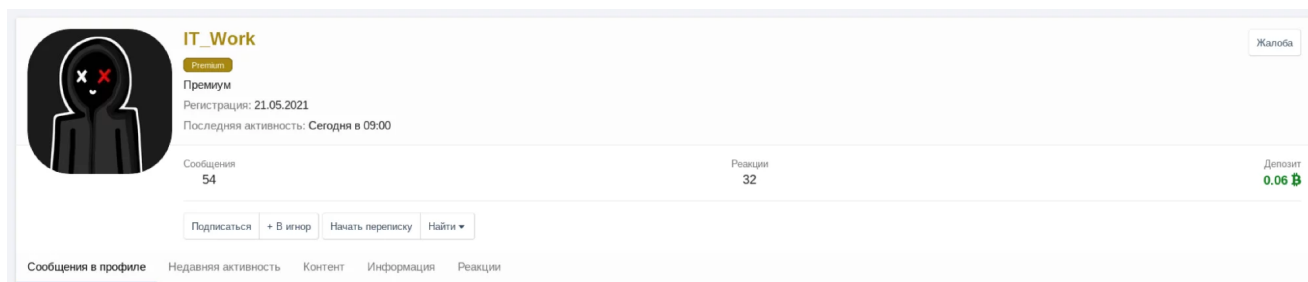 IT_Work
Жалоба
Premium
Премиум
Регистрация: 21.05.2021
Последняя активность: Сегодня в 09:00
Сообщения Реакции Депозит
54 32 0.06 ₿
Подписаться + В игнор Начать переписку Найти
Сообщения в профиле Недавняя активность Контент Информация Реакции